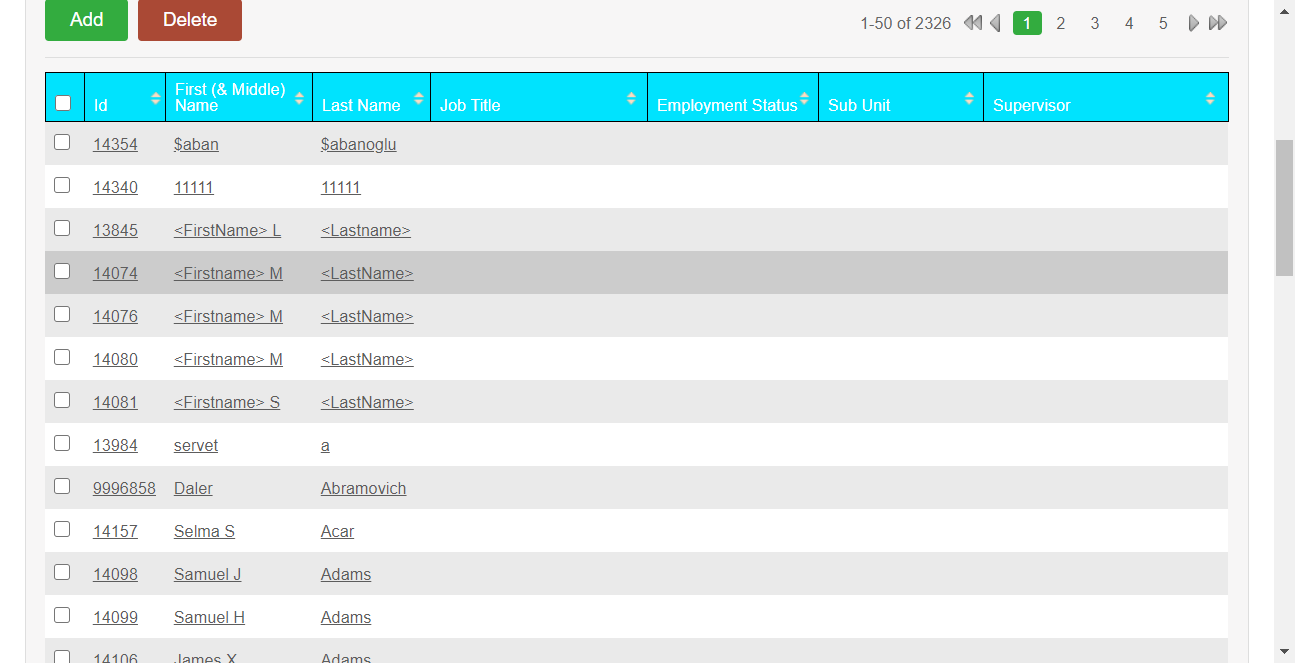 Add Delete 1-50 of 2326 1 2 3 4 5
Id First (& Middle) Name Last Name Job Title Employment Status Sub Unit Supervisor
14354 $aban $abanoglu
14340 11111 11111
13845 <FirstName> L <Lastname>
14074 <Firstname> M <LastName>
14076 <Firstname> M <LastName>
14080 <Firstname> M <LastName>
14081 <Firstname> S <LastName>
13984 servet a
9996858 Daler Abramovich
14157 Selma S Acar
14098 Samuel J Adams
14099 Samuel H Adams
14106 James X Adams